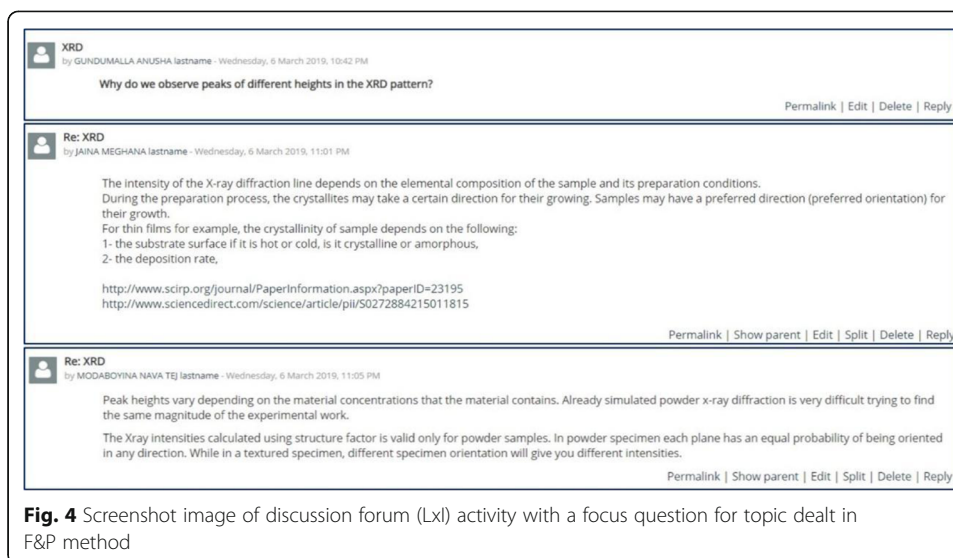 XRD
by GUNDUMALLA ANUSHA lastname - Wednesday, 6 March 2019, 10:42 PM
Why do we observe peaks of different heights in the XRD pattern?
Permalink | Edit | Delete | Reply
Re: XRD
by JAINA MEGHANA lastname - Wednesday, 6 March 2019, 11:01 PM
The intensity of the X-ray diffraction line depends on the elemental composition of the sample and its preparation conditions.
During the preparation process, the crystallites may take a certain direction for their growing. Samples may have a preferred direction (preferred orientation) for
their growth.
For thin films for example, the crystallinity of sample depends on the following:
1- the substrate surface if it is hot or cold, is it crystalline or amorphous,
2- the deposition rate,
http://www.scirp.org/journal/PaperInformation.aspx?paperID=23195
http://www.sciencedirect.com/science/article/pii/S0272884215011815
Permalink | Show parent | Edit | Split | Delete | Reply
Re: XRD
by MODABOYINA NAVA TEJ lastname - Wednesday, 6 March 2019, 11:05 PM
Peak heights vary depending on the material concentrations that the material contains. Already simulated powder x-ray diffraction is very difficult trying to find
the same magnitude of the experimental work.
The Xray intensities calculated using structure factor is valid only for powder samples. In powder specimen each plane has an equal probability of being oriented
in any direction. While in a textured specimen, different specimen orientation will give you different intensities.
Permalink | Show parent | Edit | Split | Delete | Reply
Fig. 4 Screenshot image of discussion forum (LxI) activity with a focus question for topic dealt in
F&P method